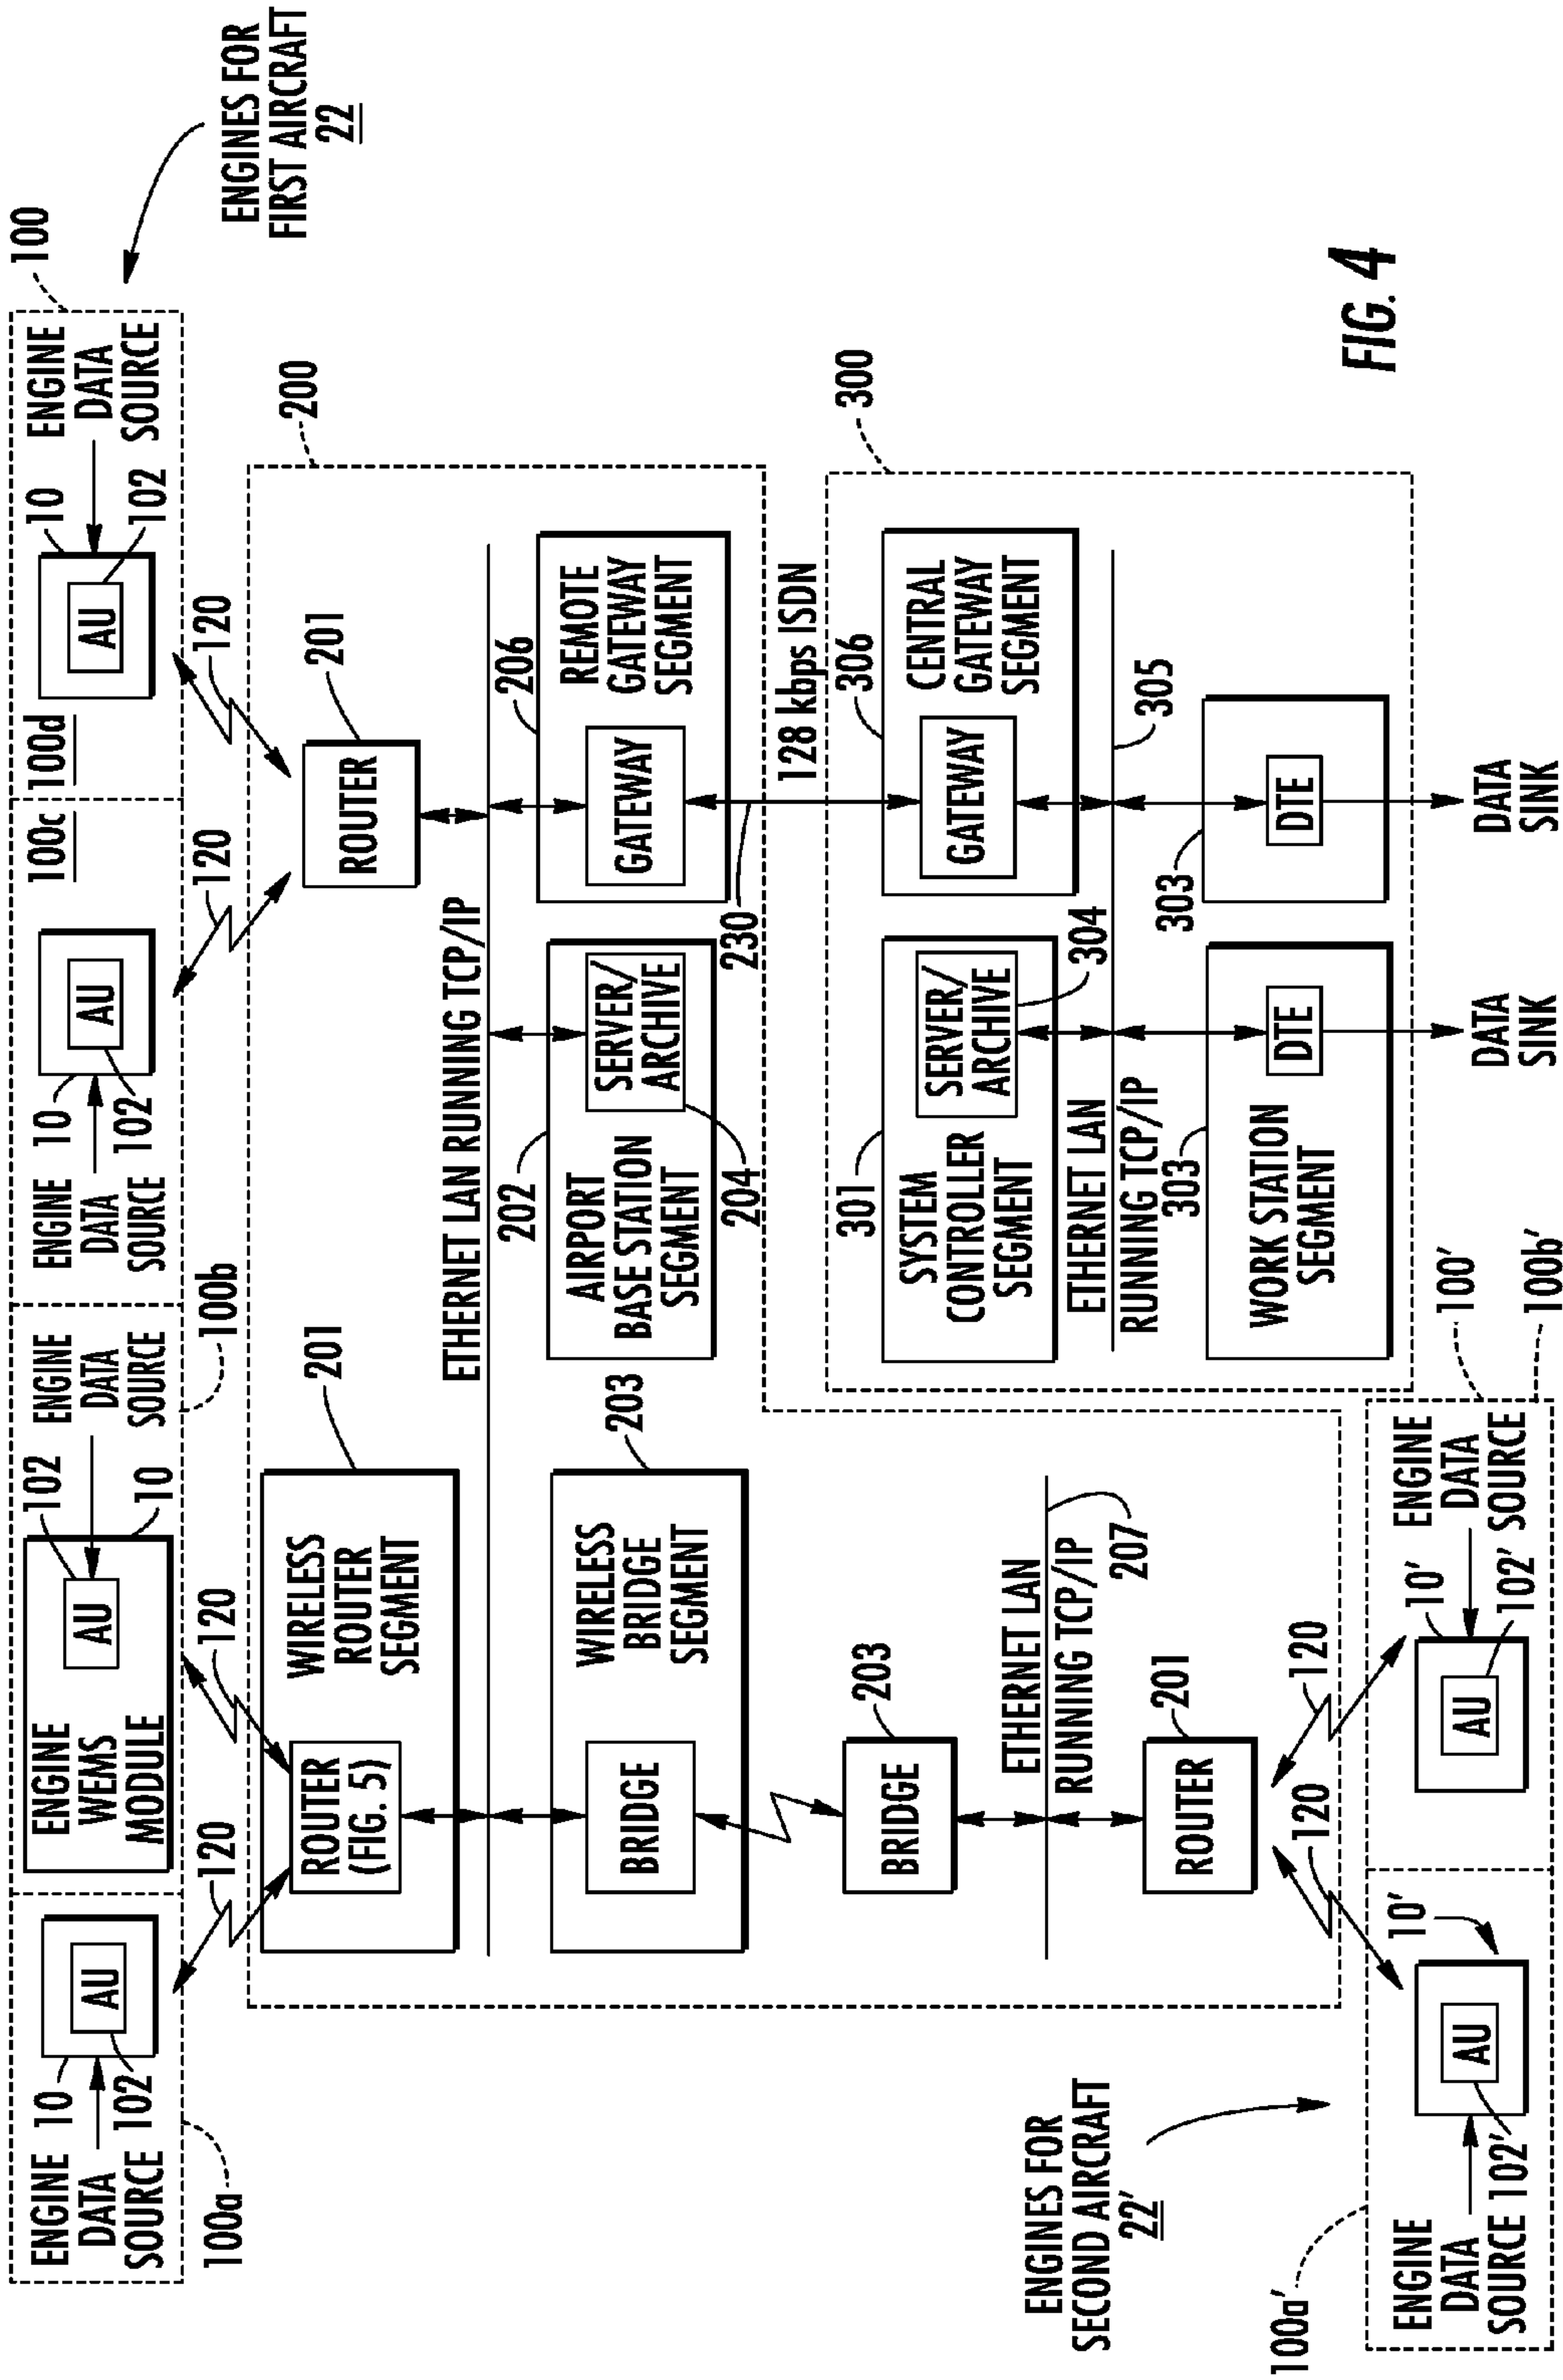 ENGINE
DATA
SOURCE
10
102
AU
100a
ENGINE
WEMS
MODULE
AU
102
10
ENGINE
DATA
SOURCE
100b
ENGINE
DATA
SOURCE
10
102
AU
100c
100d
AU
10
102
ENGINE
DATA
SOURCE
100
ENGINES FOR
FIRST AIRCRAFT
22
120
120
120
120
ROUTER
(FIG. 5)
WIRELESS
ROUTER
SEGMENT
201
ROUTER
201
200
ETHERNET LAN RUNNING TCP/IP
BRIDGE
WIRELESS
BRIDGE
SEGMENT
203
202
AIRPORT
BASE STATION
SEGMENT
SERVER/
ARCHIVE
204
206
GATEWAY
REMOTE
GATEWAY
SEGMENT
230
128 kbps ISDN
BRIDGE
203
ETHERNET LAN
RUNNING TCP/IP
207
ROUTER
201
300
301
SYSTEM
CONTROLLER
SEGMENT
SERVER/
ARCHIVE
304
306
GATEWAY
CENTRAL
GATEWAY
SEGMENT
ETHERNET LAN
RUNNING TCP/IP
305
303
WORK STATION
SEGMENT
DTE
303
DTE
DATA
SINK
DATA
SINK
120
120
ENGINES FOR
SECOND AIRCRAFT
22'
100a'
ENGINE
DATA
SOURCE
102'
AU
10'
AU
10'
102'
ENGINE
DATA
SOURCE
100'
100b'
FIG. 4